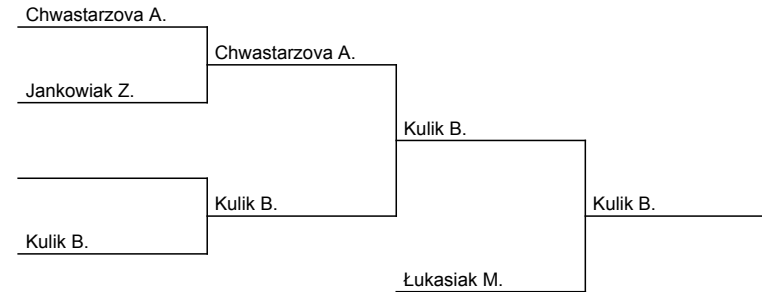 Chwastarzova A.
Chwastarzova A.
Jankowiak Z.
Kulik B.
Kulik B.
Kulik B.
Kulik B.
Łukasiak M.